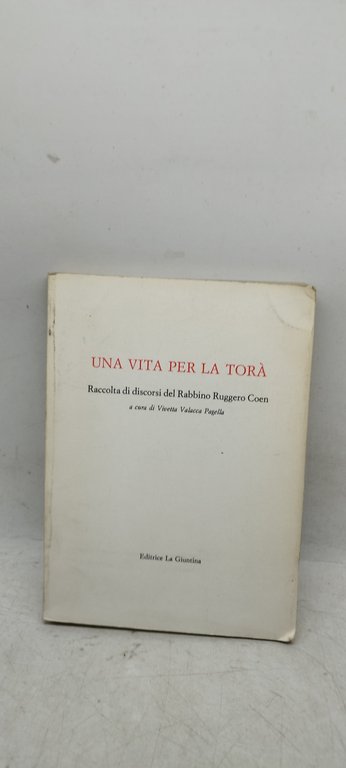 UNA VITA PER LA TORÀ
Raccolta di discorsi del Rabbino Ruggero Coen
a cura di Vivetta Valacca Pagella
Editrice La Giuntina